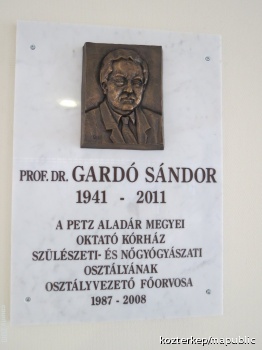 PROF. DR. GARDÓ SÁNDOR
1941 - 2011
A PETZ ALADÁR MEGYEI
OKTATÓ KÓRHÁZ
SZÜLÉSZETI- ÉS NŐGYÓGYÁSZATI
OSZTÁLYÁNAK
OSZTÁLYVEZETŐ FŐORVOSA
1987 - 2008
kozterkep/mapublic